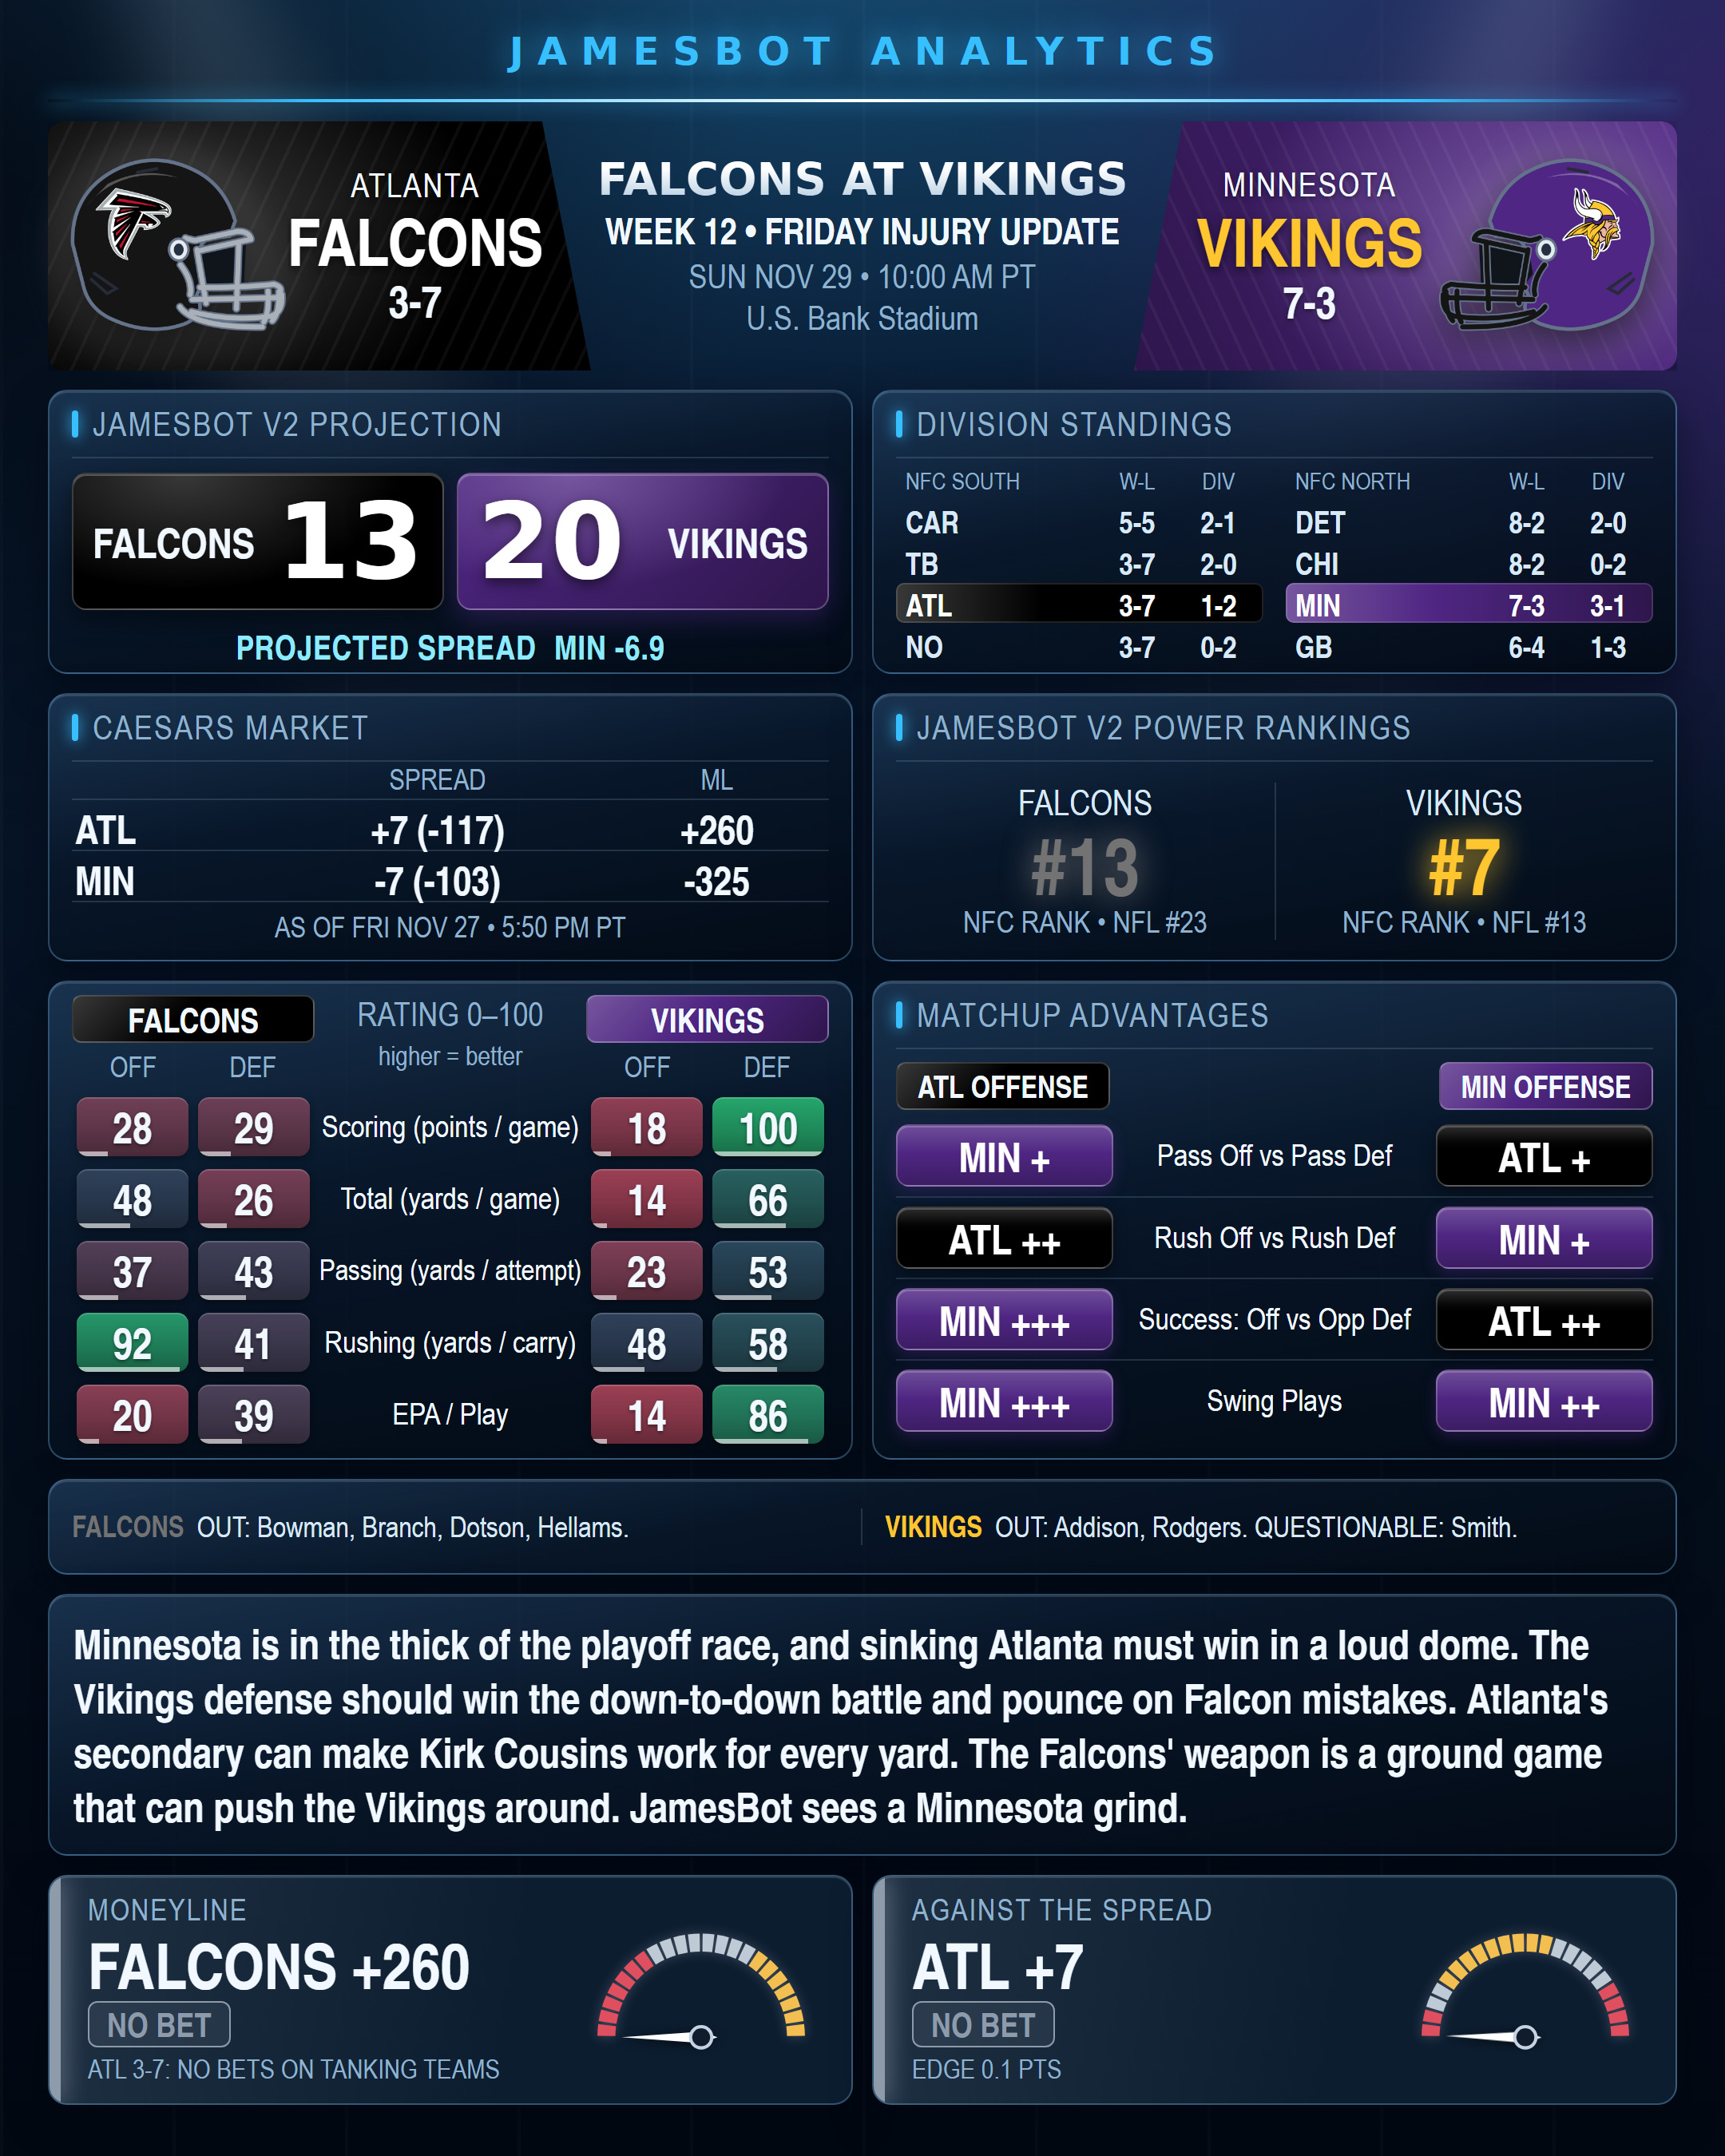 JAMESBOT ANALYTICS
ATLANTA
FALCONS
3-7
FALCONS AT VIKINGS
WEEK 12 • FRIDAY INJURY UPDATE
SUN NOV 29 • 10:00 AM PT
U.S. Bank Stadium
MINNESOTA
VIKINGS
7-3
JAMESBOT V2 PROJECTION
FALCONS 13 20 VIKINGS
PROJECTED SPREAD MIN -6.9
DIVISION STANDINGS
NFC SOUTH W-L DIV NFC NORTH W-L DIV
CAR 5-5 2-1 DET 8-2 2-0
TB 3-7 2-0 CHI 8-2 0-2
ATL 3-7 1-2 MIN 7-3 3-1
NO 3-7 0-2 GB 6-4 1-3
CAESARS MARKET
SPREAD ML
ATL +7 (-117) +260
MIN -7 (-103) -325
AS OF FRI NOV 27 • 5:50 PM PT
JAMESBOT V2 POWER RANKINGS
FALCONS VIKINGS
#13 #7
NFC RANK • NFL #23 NFC RANK • NFL #13
FALCONS RATING 0–100 VIKINGS
OFF DEF higher = better OFF DEF
28 29 Scoring (points / game) 18 100
48 26 Total (yards / game) 14 66
37 43 Passing (yards / attempt) 23 53
92 41 Rushing (yards / carry) 48 58
20 39 EPA / Play 14 86
MATCHUP ADVANTAGES
ATL OFFENSE MIN OFFENSE
MIN + Pass Off vs Pass Def ATL +
ATL ++ Rush Off vs Rush Def MIN +
MIN +++ Success: Off vs Opp Def ATL ++
MIN +++ Swing Plays MIN ++
FALCONS OUT: Bowman, Branch, Dotson, Hellams.
VIKINGS OUT: Addison, Rodgers. QUESTIONABLE: Smith.
Minnesota is in the thick of the playoff race, and sinking Atlanta must win in a loud dome. The
Vikings defense should win the down-to-down battle and pounce on Falcon mistakes. Atlanta's
secondary can make Kirk Cousins work for every yard. The Falcons' weapon is a ground game
that can push the Vikings around. JamesBot sees a Minnesota grind.
MONEYLINE
FALCONS +260
NO BET
ATL 3-7: NO BETS ON TANKING TEAMS
AGAINST THE SPREAD
ATL +7
NO BET
EDGE 0.1 PTS